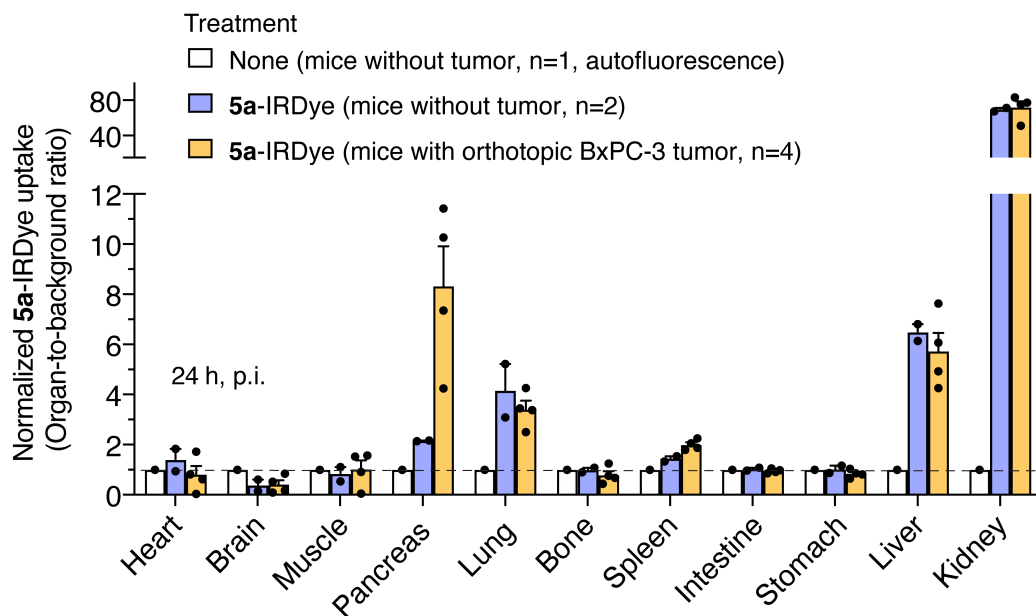 Treatment
None (mice without tumor, n=1, autofluorescence)
5a-IRDye (mice without tumor, n=2)
5a-IRDye (mice with orthotopic BxPC-3 tumor, n=4)
Normalized 5a-IRDye uptake
(Organ-to-background ratio)
80
40
12
10
8
6
4
2
0
24 h, p.i.
Heart
Brain
Muscle
Pancreas
Lung
Bone
Spleen
Intestine
Stomach
Liver
Kidney